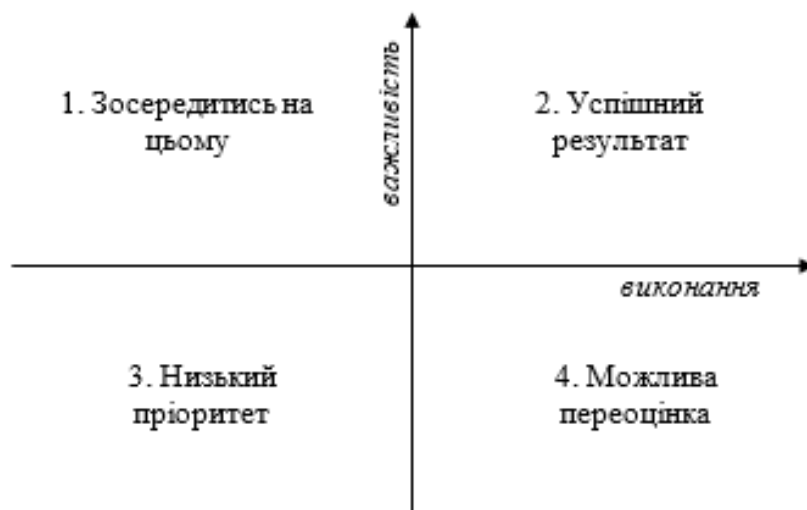 1. Зосередитись на
цьому
важливість
2. Успішний
результат
виконання
3. Низький
пріоритет
4. Можлива
переоцінка